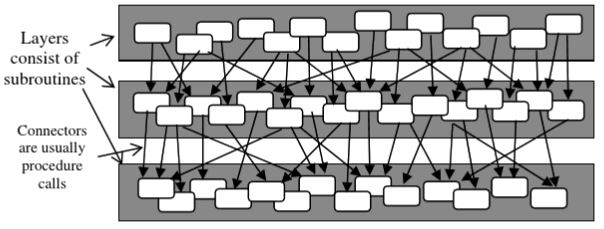 Layers
consist of
subroutines
Connectors
are usually
procedure
calls